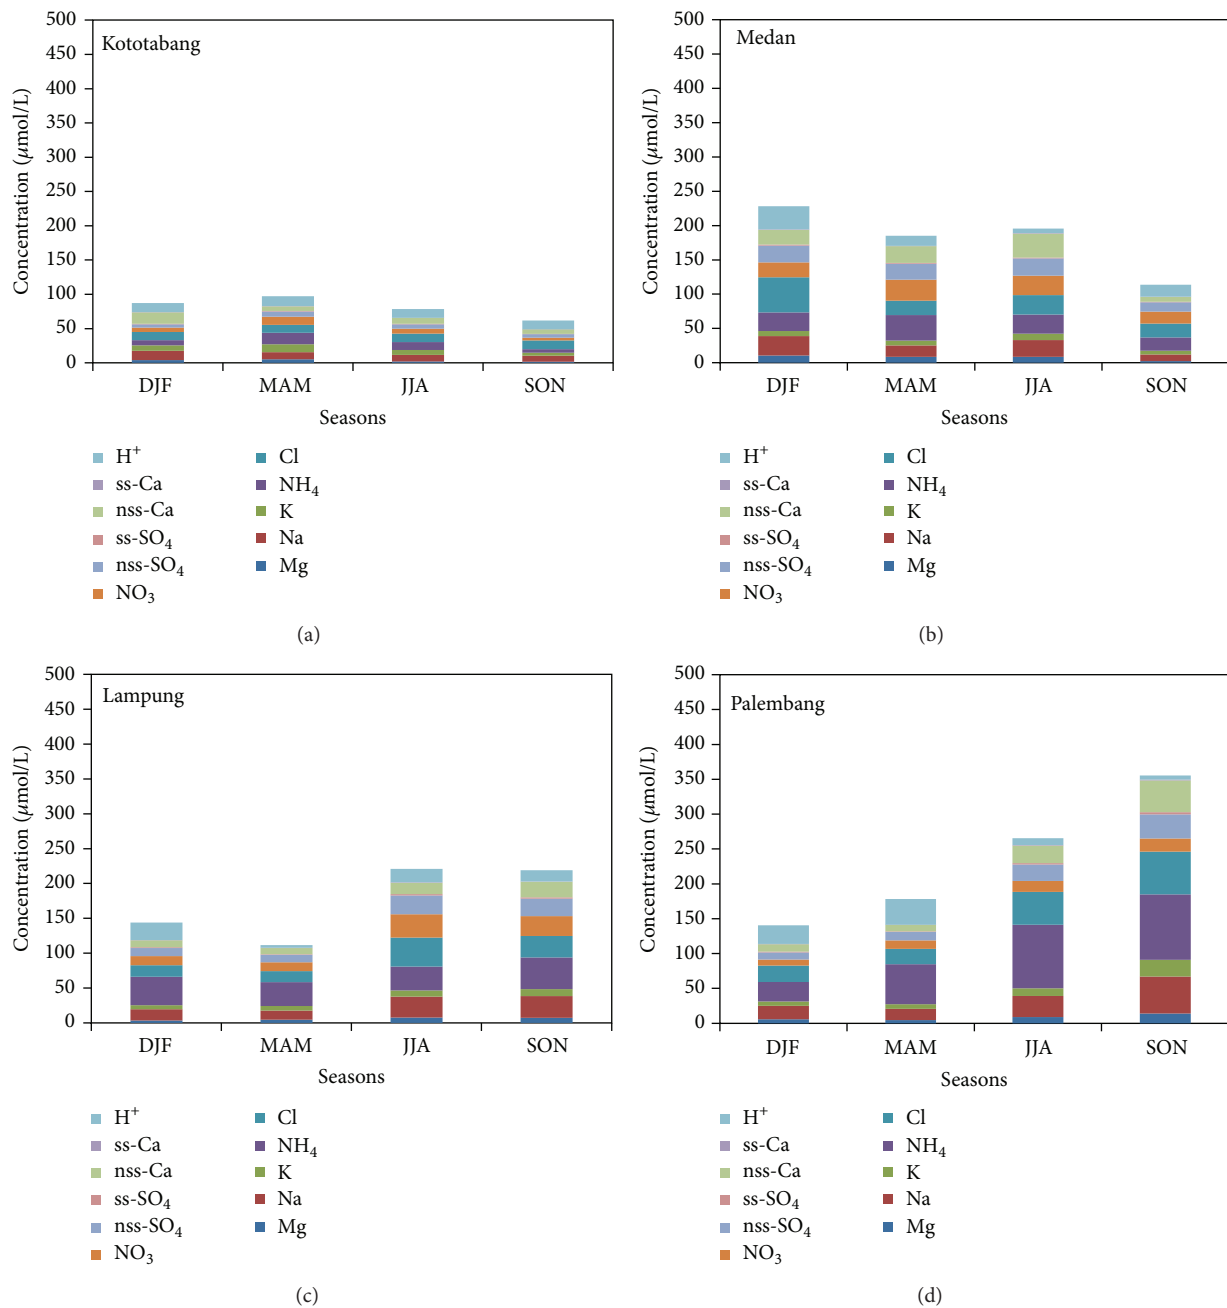 Kototabang
Concentration (μmol/L)
500
450
400
350
300
250
200
150
100
50
0
DJF MAM JJA SON
Seasons
H⁺ Cl
ss-Ca NH₄
nss-Ca K
ss-SO₄ Na
nss-SO₄ Mg
NO₃
(a)
Medan
Concentration (μmol/L)
500
450
400
350
300
250
200
150
100
50
0
DJF MAM JJA SON
Seasons
H⁺ Cl
ss-Ca NH₄
nss-Ca K
ss-SO₄ Na
nss-SO₄ Mg
NO₃
(b)
Lampung
Concentration (μmol/L)
500
450
400
350
300
250
200
150
100
50
0
DJF MAM JJA SON
Seasons
H⁺ Cl
ss-Ca NH₄
nss-Ca K
ss-SO₄ Na
nss-SO₄ Mg
NO₃
(c)
Palembang
Concentration (μmol/L)
500
450
400
350
300
250
200
150
100
50
0
DJF MAM JJA SON
Seasons
H⁺ Cl
ss-Ca NH₄
nss-Ca K
ss-SO₄ Na
nss-SO₄ Mg
NO₃
(d)